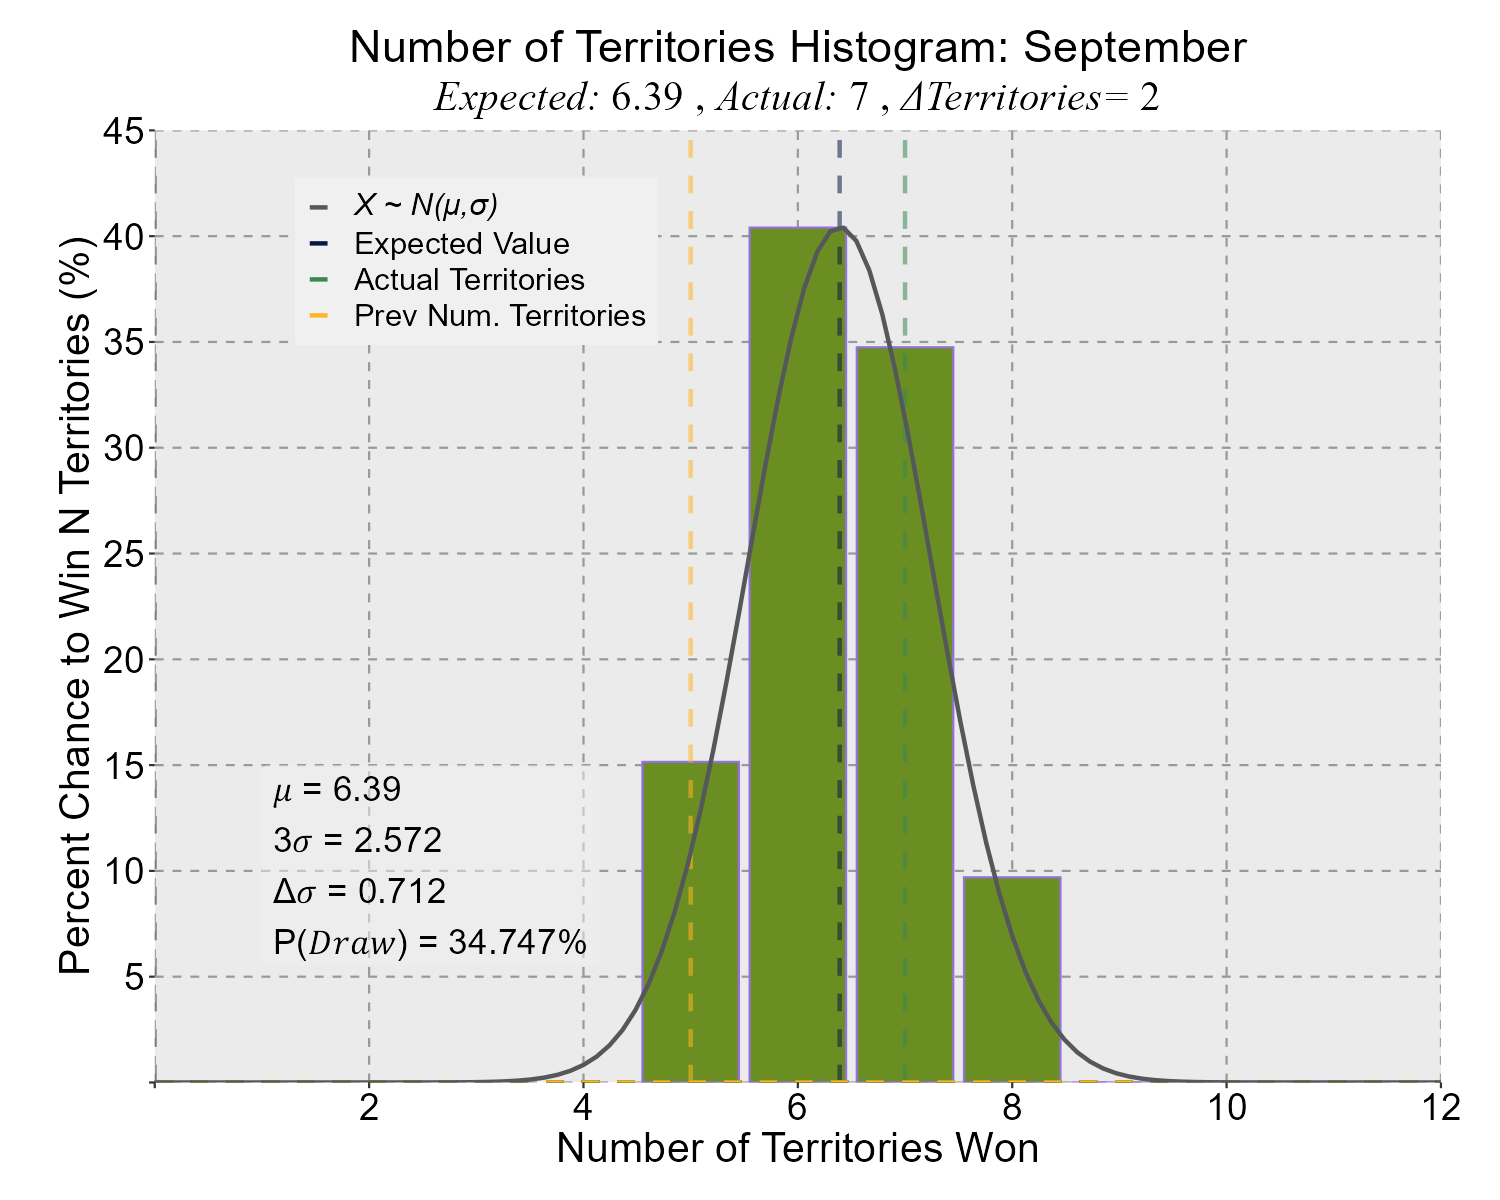 Number of Territories Histogram: September
Expected: 6.39 , Actual: 7 , ΔTerritories= 2
45
40
35
30
25
20
15
10
5
Percent Chance to Win N Territories (%)
X ~ N(μ,σ)
Expected Value
Actual Territories
Prev Num. Territories
μ = 6.39
3σ = 2.572
Δσ = 0.712
P(Draw) = 34.747%
2 4 6 8 10 12
Number of Territories Won